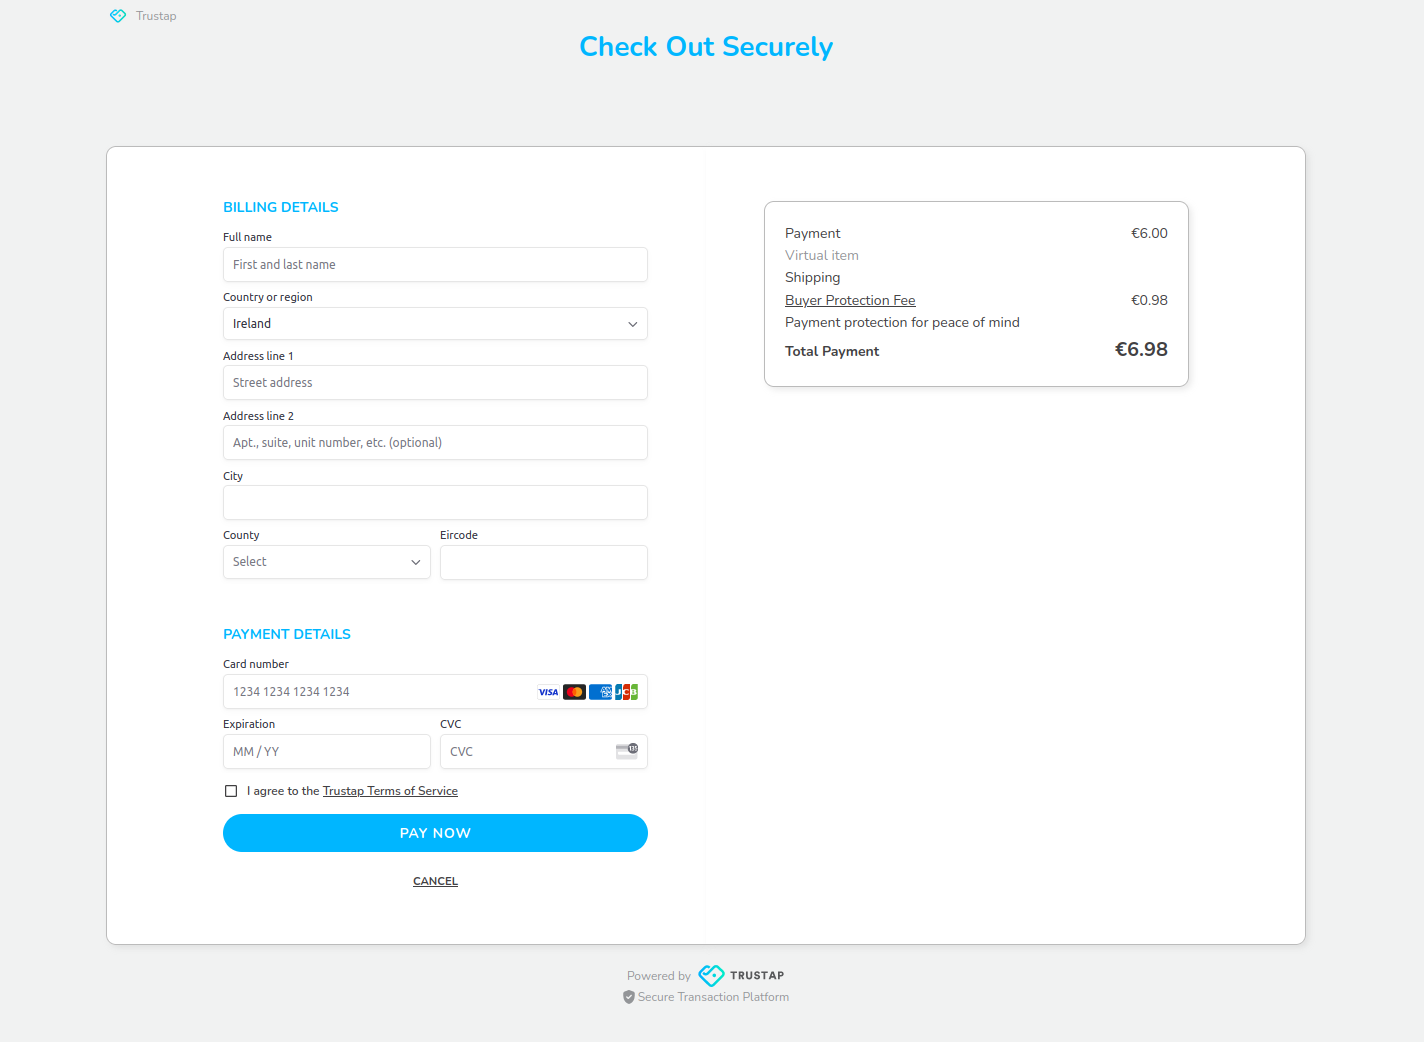 Trustap
Check Out Securely
BILLING DETAILS
Full name
First and last name
Country or region
Ireland
Address line 1
Street address
Address line 2
Apt., suite, unit number, etc. (optional)
City
County
Eircode
Select
PAYMENT DETAILS
Card number
1234 1234 1234 1234
VISA
JCB
Expiration
CVC
MM / YY
CVC
135
I agree to the Trustap Terms of Service
PAY NOW
CANCEL
Payment €6.00
Virtual item
Shipping
Buyer Protection Fee €0.98
Payment protection for peace of mind
Total Payment €6.98
Powered by TRUSTAP
Secure Transaction Platform